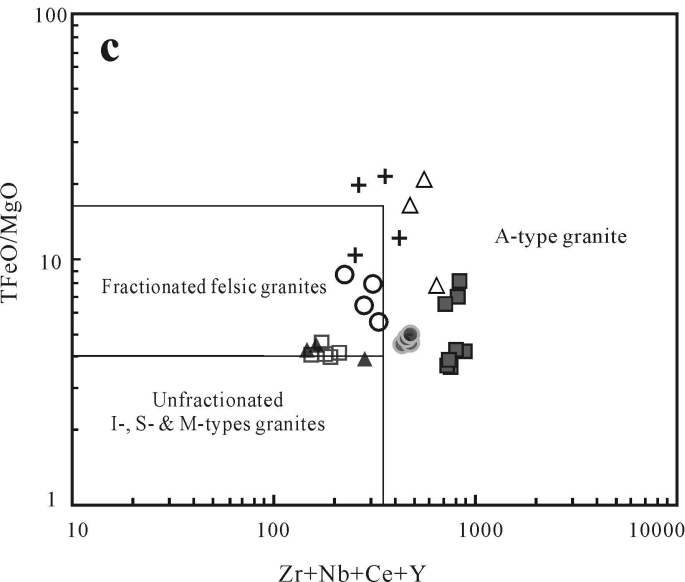 100
c
TFeO/MgO
A-type granite
10
Fractionated felsic granites
Unfractionated
I-, S- & M-types granites
1
10
100
1000
10000
Zr+Nb+Ce+Y